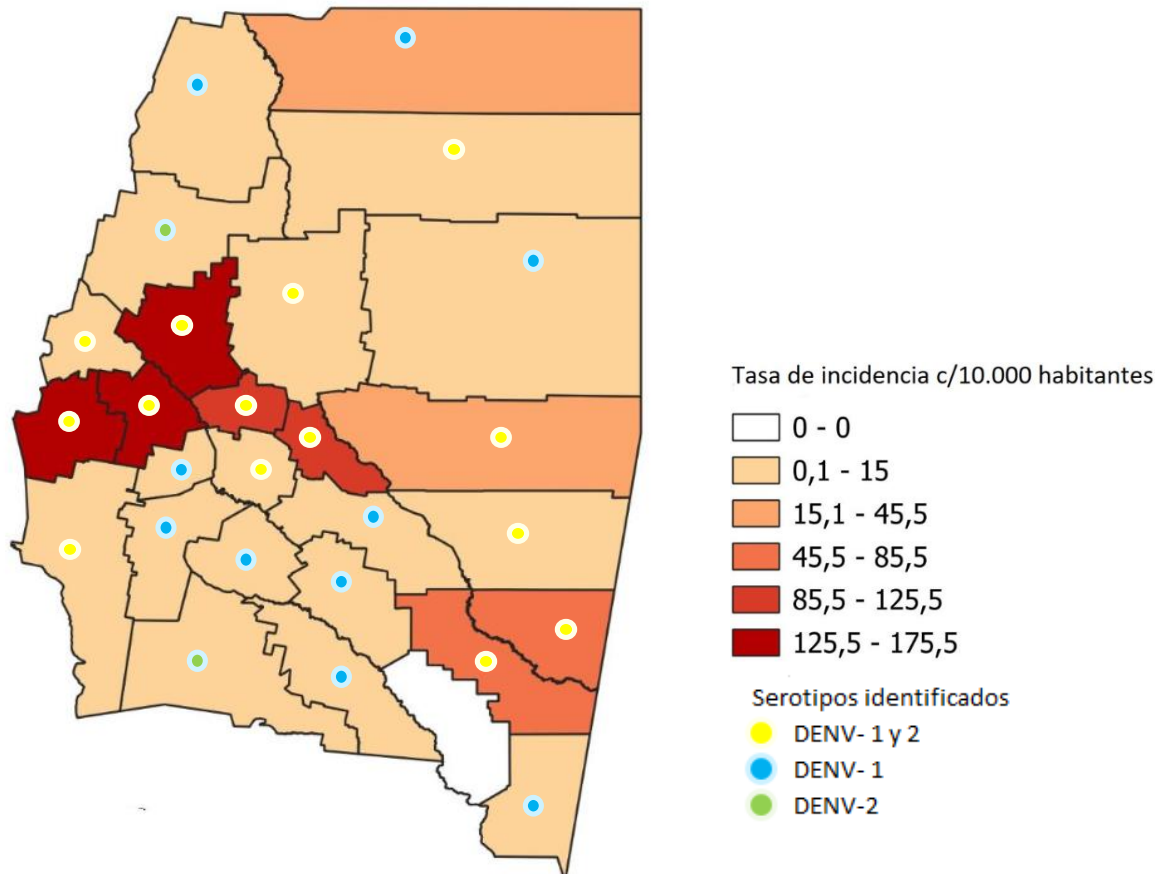 Tasa de incidencia c/10.000 habitantes
0 - 0
0,1 - 15
15,1 - 45,5
45,5 - 85,5
85,5 - 125,5
125,5 - 175,5
Serotipos identificados
DENV- 1 y 2
DENV- 1
DENV-2